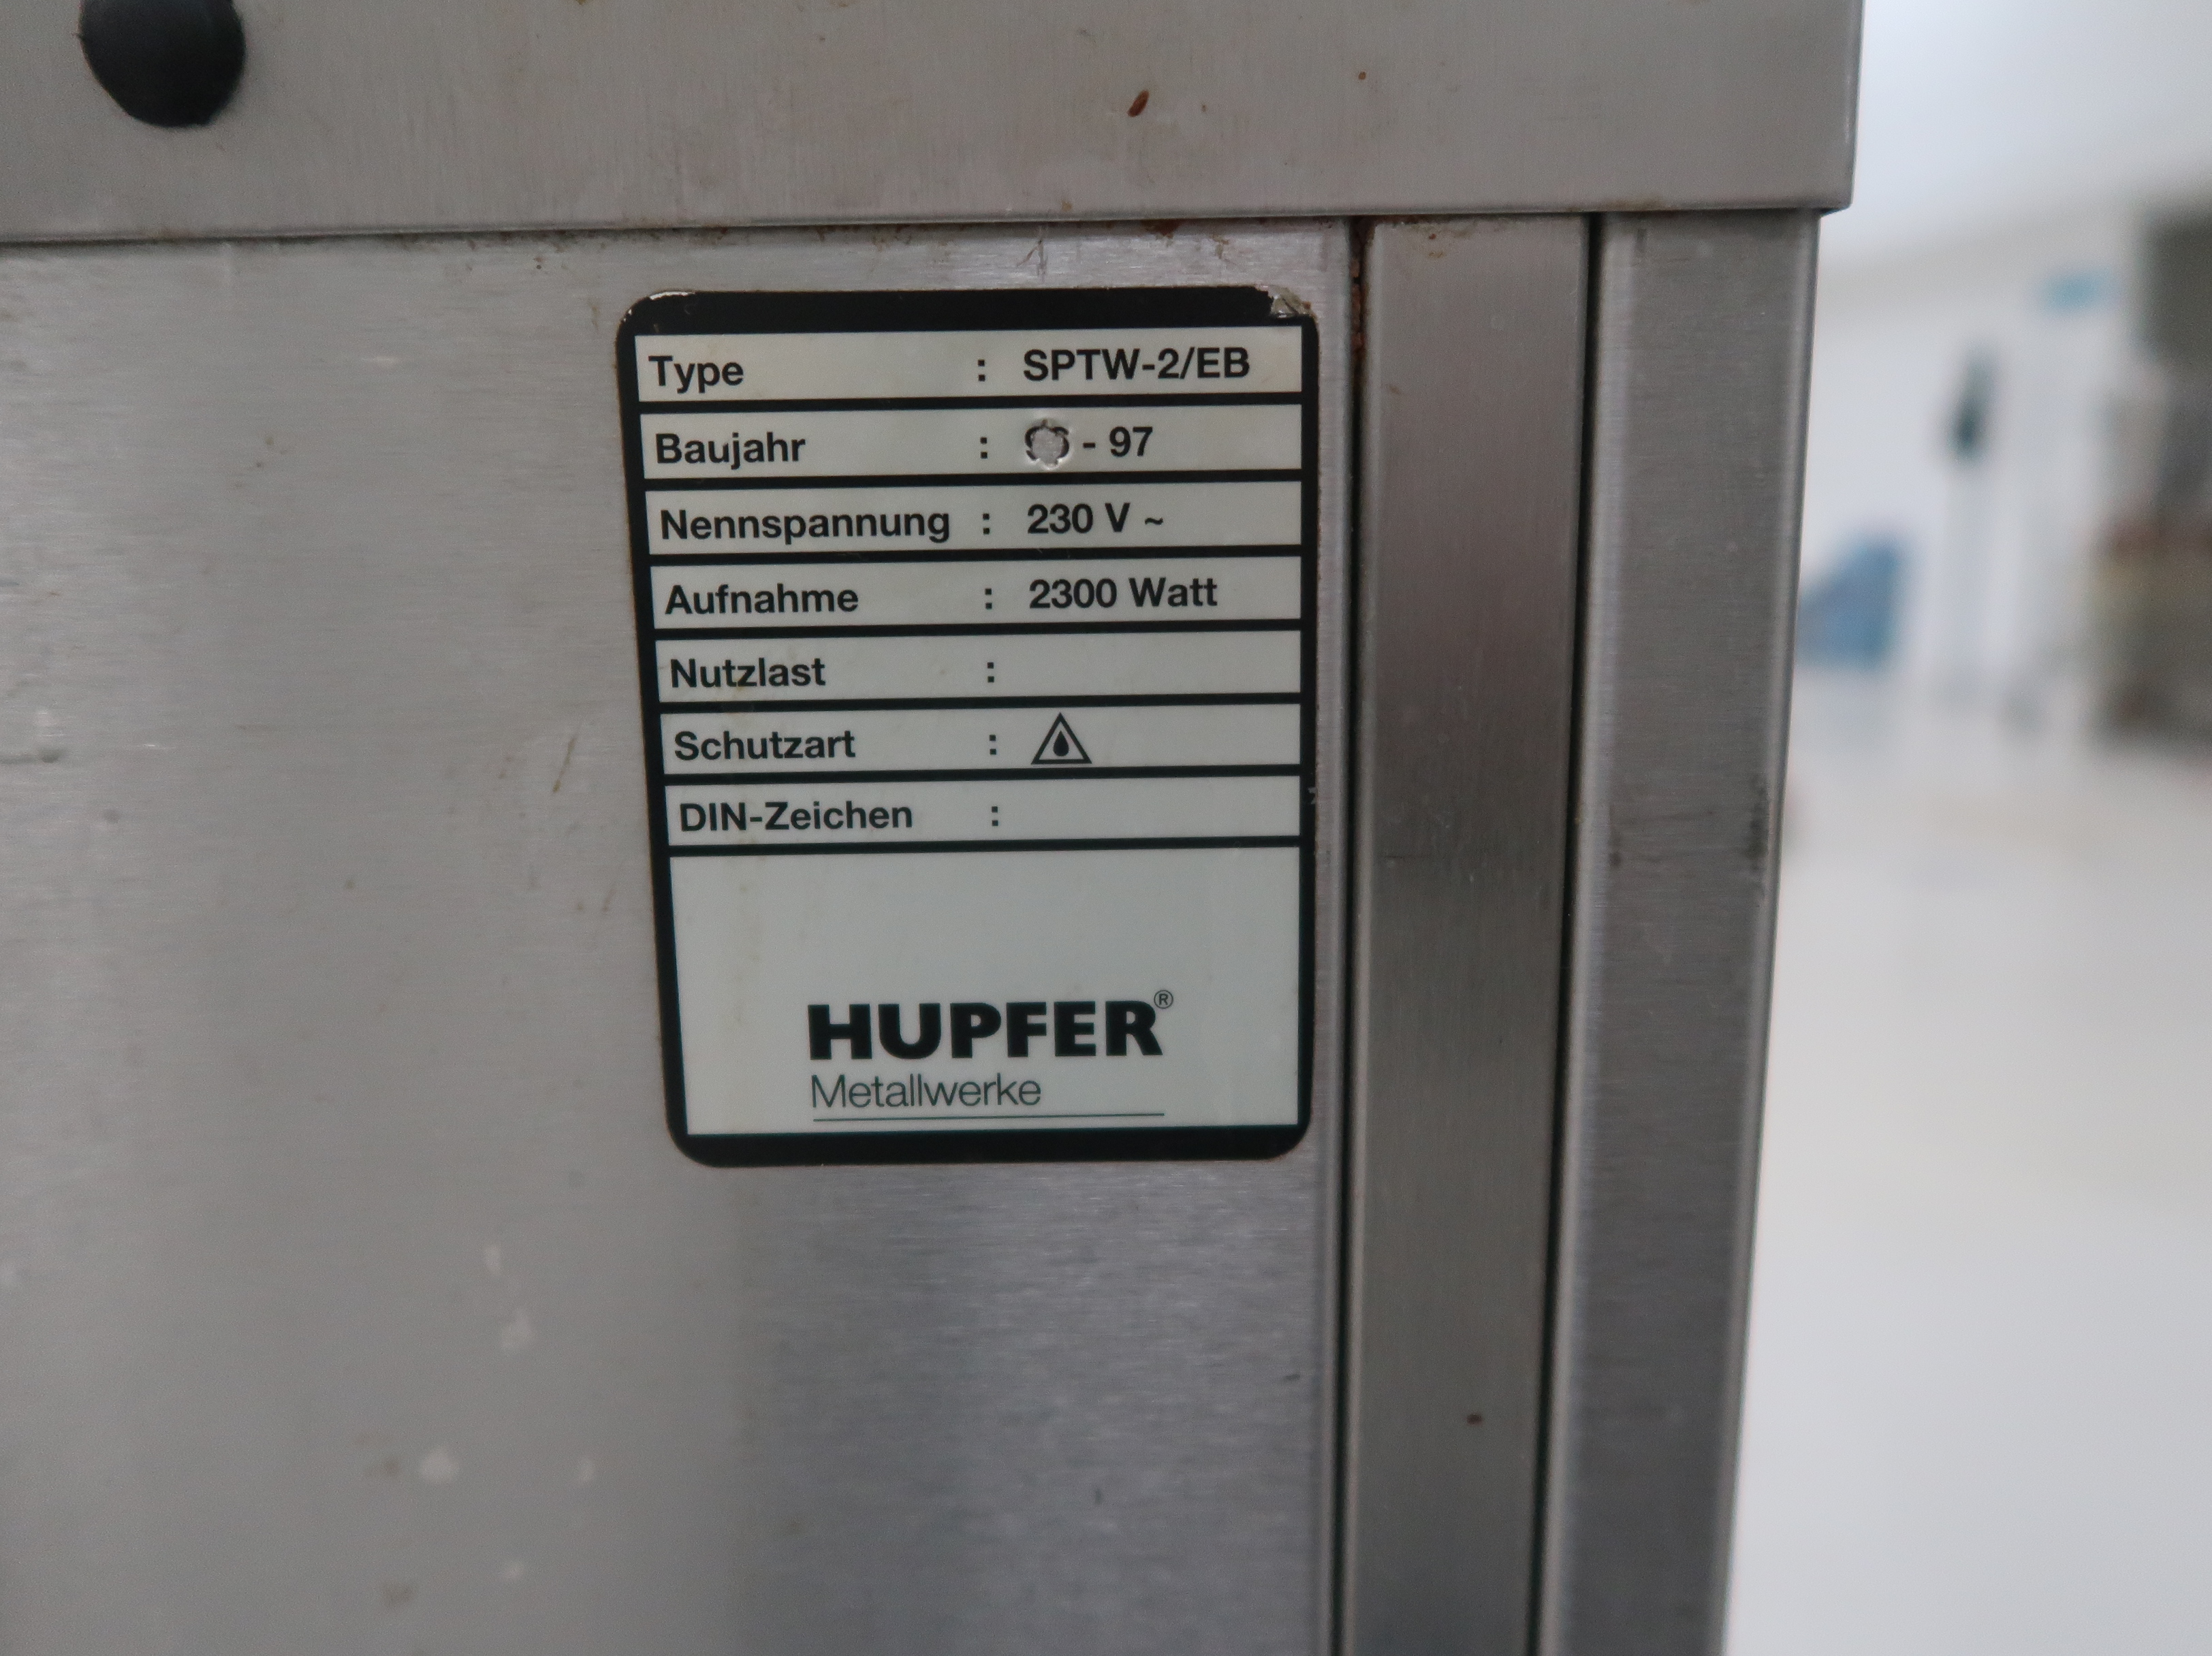 Type : SPTW-2/EB
Baujahr : - 97
Nennspannung : 230 V ~
Aufnahme : 2300 Watt
Nutzlast :
Schutzart :
DIN-Zeichen :
HUPFER®
Metallwerke